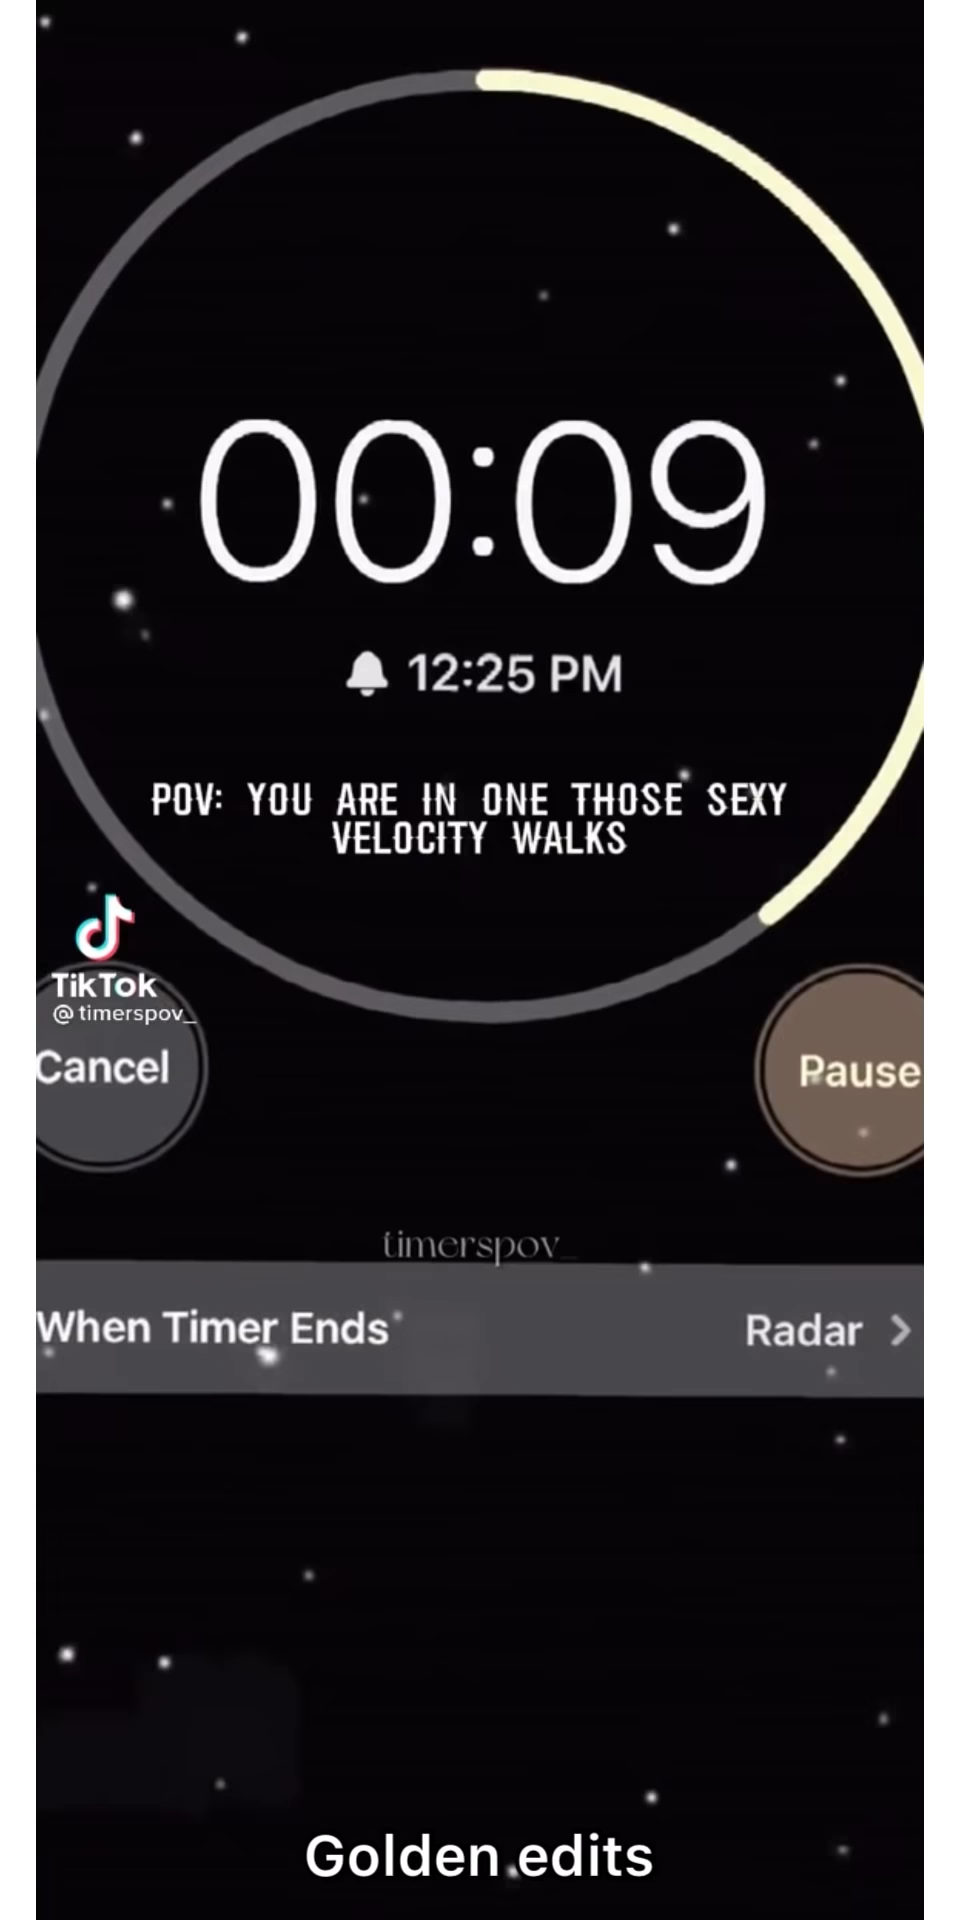 00:09
12:25 PM
POV: YOU ARE IN ONE THOSE SEXY
VELOCITY WALKS
TikTok
@timerspov_
Cancel
Pause
timerspov_
When Timer Ends
Radar
Golden edits